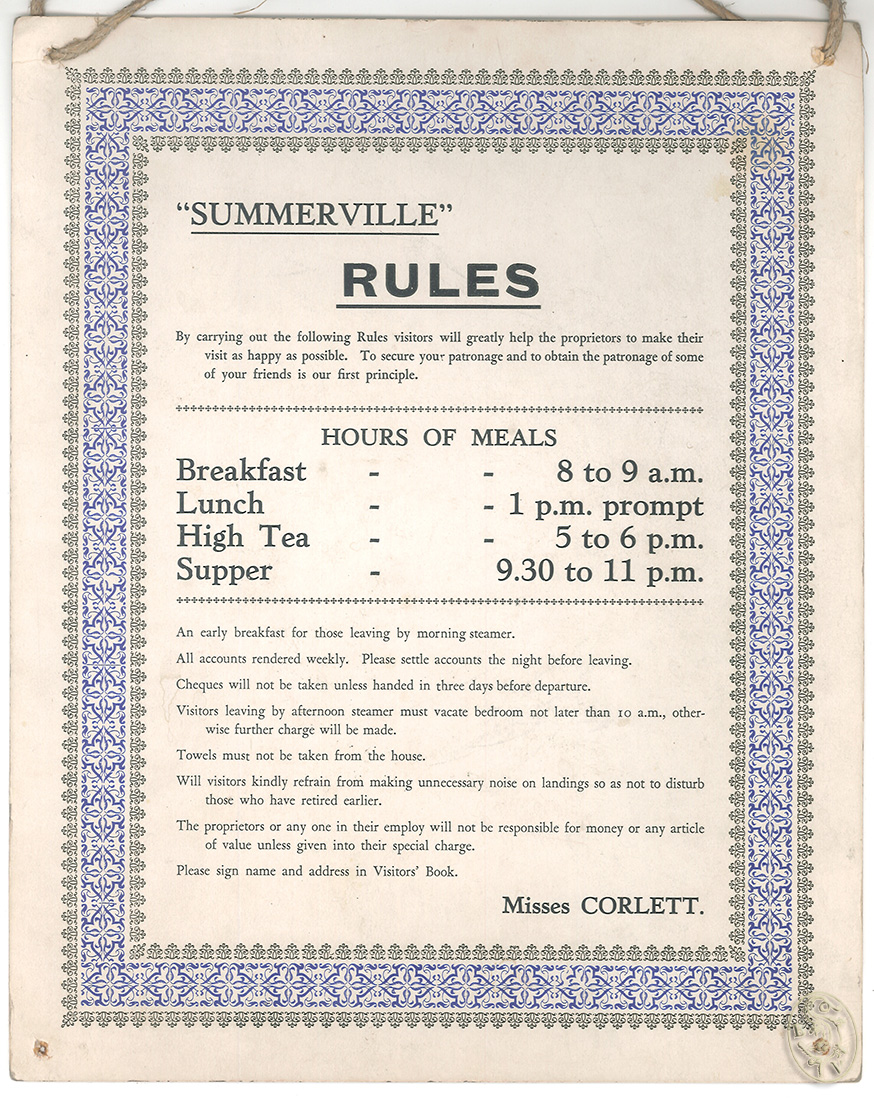 “SUMMERVILLE”
RULES
By carrying out the following Rules visitors will greatly help the proprietors to make their
visit as happy as possible. To secure your patronage and to obtain the patronage of some
of your friends is our first principle.
HOURS OF MEALS
Breakfast - - 8 to 9 a.m.
Lunch - - 1 p.m. prompt
High Tea - - 5 to 6 p.m.
Supper - 9.30 to 11 p.m.
An early breakfast for those leaving by morning steamer.
All accounts rendered weekly. Please settle accounts the night before leaving.
Cheques will not be taken unless handed in three days before departure.
Visitors leaving by afternoon steamer must vacate bedroom not later than 10 a.m., other-
wise further charge will be made.
Towels must not be taken from the house.
Will visitors kindly refrain from making unnecessary noise on landings so as not to disturb
those who have retired earlier.
The proprietors or any one in their employ will not be responsible for money or any article
of value unless given into their special charge.
Please sign name and address in Visitors’ Book.
Misses CORLETT.